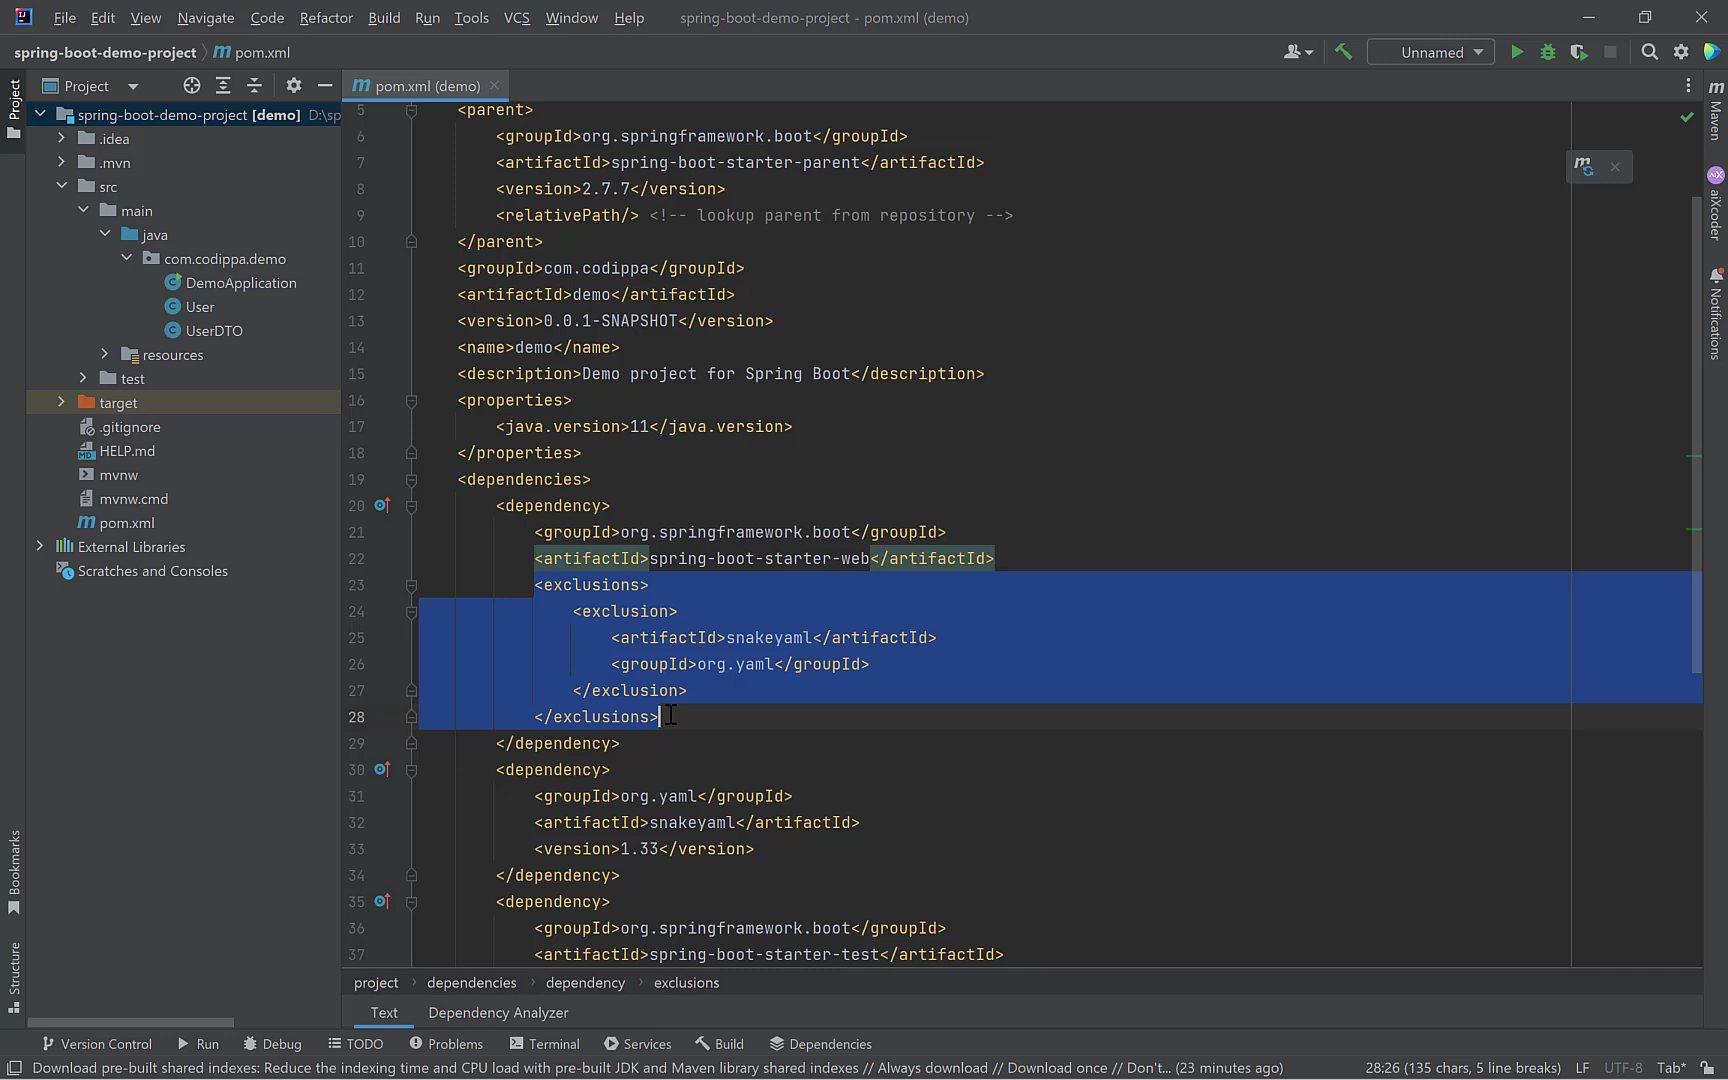 File Edit View Navigate Code Refactor Build Run Tools VCS Window Help spring-boot-demo-project - pom.xml (demo)
spring-boot-demo-project pom.xml Unnamed
Project pom.xml (demo)
Project
spring-boot-demo-project [demo] D:\sp
.idea
.mvn
src
main
java
com.codippa.demo
DemoApplication
User
UserDTO
resources
test
target
.gitignore
HELP.md
mvnw
mvnw.cmd
pom.xml
External Libraries
Scratches and Consoles
5 <parent>
6 <groupId>org.springframework.boot</groupId>
7 <artifactId>spring-boot-starter-parent</artifactId>
8 <version>2.7.7</version>
9 <relativePath/> <!-- lookup parent from repository -->
10 </parent>
11 <groupId>com.codippa</groupId>
12 <artifactId>demo</artifactId>
13 <version>0.0.1-SNAPSHOT</version>
14 <name>demo</name>
15 <description>Demo project for Spring Boot</description>
16 <properties>
17 <java.version>11</java.version>
18 </properties>
19 <dependencies>
20 <dependency>
21 <groupId>org.springframework.boot</groupId>
22 <artifactId>spring-boot-starter-web</artifactId>
23 <exclusions>
24 <exclusion>
25 <artifactId>snakeyaml</artifactId>
26 <groupId>org.yaml</groupId>
27 </exclusion>
28 </exclusions>
29 </dependency>
30 <dependency>
31 <groupId>org.yaml</groupId>
32 <artifactId>snakeyaml</artifactId>
33 <version>1.33</version>
34 </dependency>
35 <dependency>
36 <groupId>org.springframework.boot</groupId>
37 <artifactId>spring-boot-starter-test</artifactId>
Maven
aiXcoder
Notifications
Bookmarks
Structure
project dependencies dependency exclusions
Text Dependency Analyzer
Version Control Run Debug TODO Problems Terminal Services Build Dependencies
Download pre-built shared indexes: Reduce the indexing time and CPU load with pre-built JDK and Maven library shared indexes // Always download // Download once // Don't... (23 minutes ago) 28:26 (135 chars, 5 line breaks) LF UTF-8 Tab*